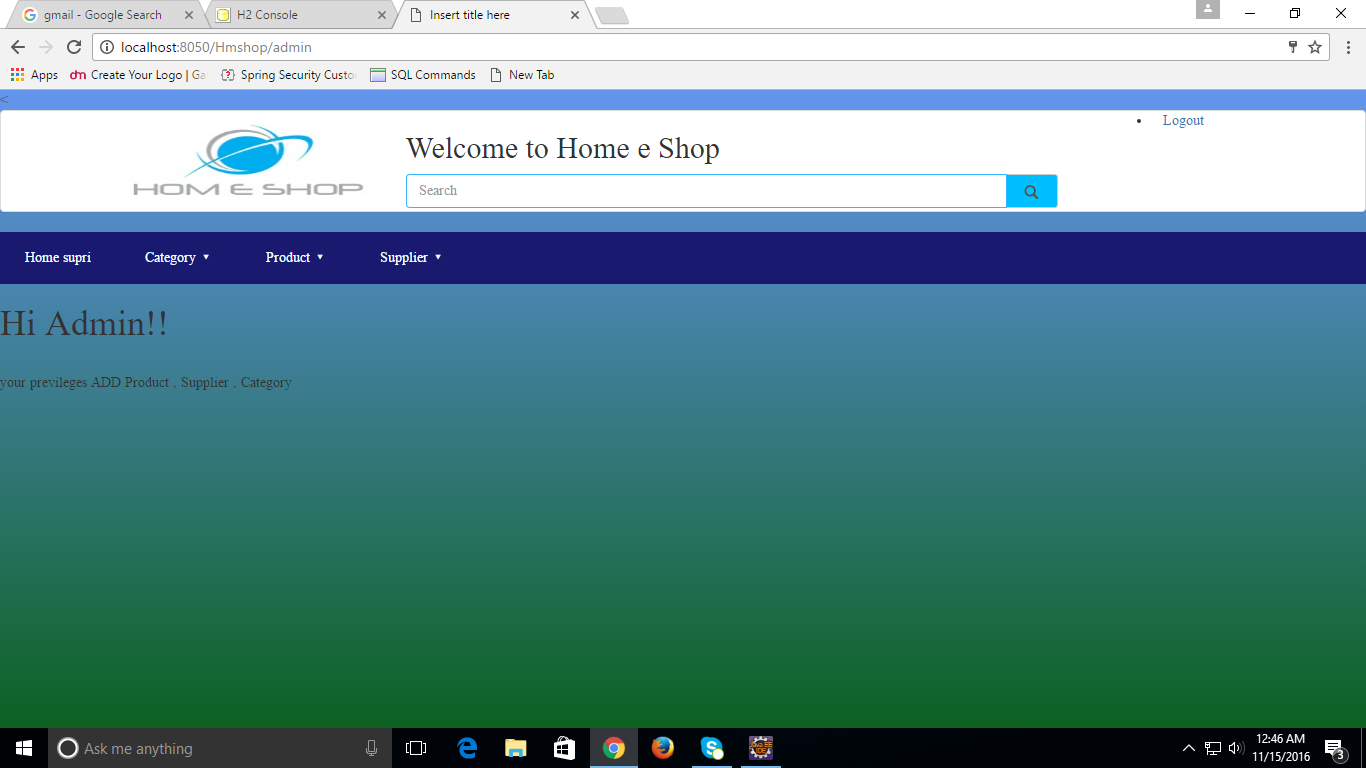 gmail - Google Search
H2 Console
Insert title here
localhost:8050/Hmshop/admin
Apps
Create Your Logo | Ga
Spring Security Custo
SQL Commands
New Tab
<
HOM E SHOP
Welcome to Home e Shop
Logout
Search
Home supri
Category ▼
Product ▼
Supplier ▼
Hi Admin!!
your previleges ADD Product , Supplier , Category
Ask me anything
12:46 AM
11/15/2016
3